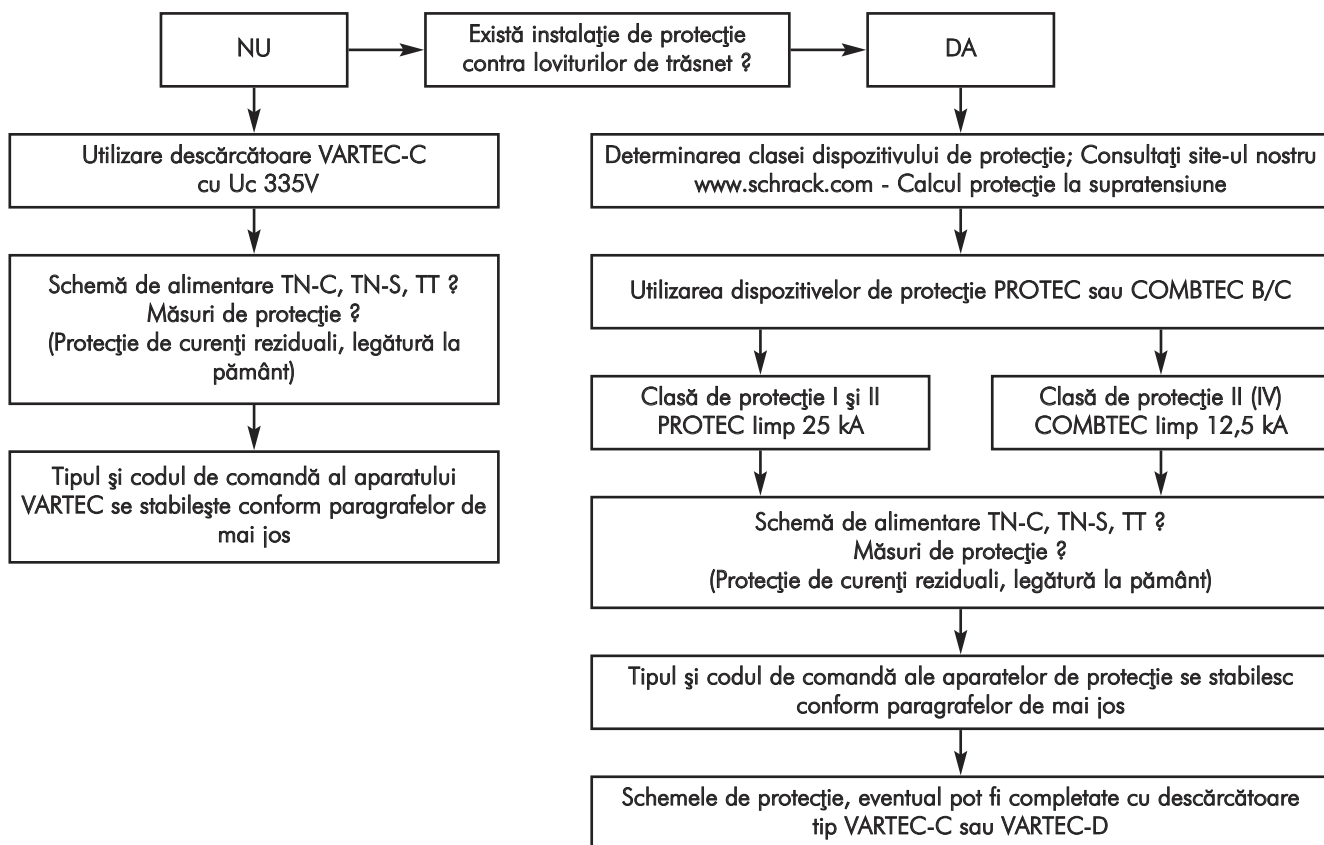 NU
Există instalaţie de protecţie
contra loviturilor de trăsnet ?
DA
Utilizare descărcătoare VARTEC-C
cu Uc 335V
Schemă de alimentare TN-C, TN-S, TT ?
Măsuri de protecţie ?
(Protecţie de curenţi reziduali, legătură la
pământ)
Tipul şi codul de comandă al aparatului
VARTEC se stabileşte conform paragrafelor de
mai jos
Determinarea clasei dispozitivului de protecţie; Consultaţi site-ul nostru
www.schrack.com - Calcul protecţie la supratensiune
Utilizarea dispozitivelor de protecţie PROTEC sau COMBTEC B/C
Clasă de protecţie I şi II
PROTEC limp 25 kA
Clasă de protecţie II (IV)
COMBTEC limp 12,5 kA
Schemă de alimentare TN-C, TN-S, TT ?
Măsuri de protecţie ?
(Protecţie de curenţi reziduali, legătură la pământ)
Tipul şi codul de comandă ale aparatelor de protecţie se stabilesc
conform paragrafelor de mai jos
Schemele de protecţie, eventual pot fi completate cu descărcătoare
tip VARTEC-C sau VARTEC-D